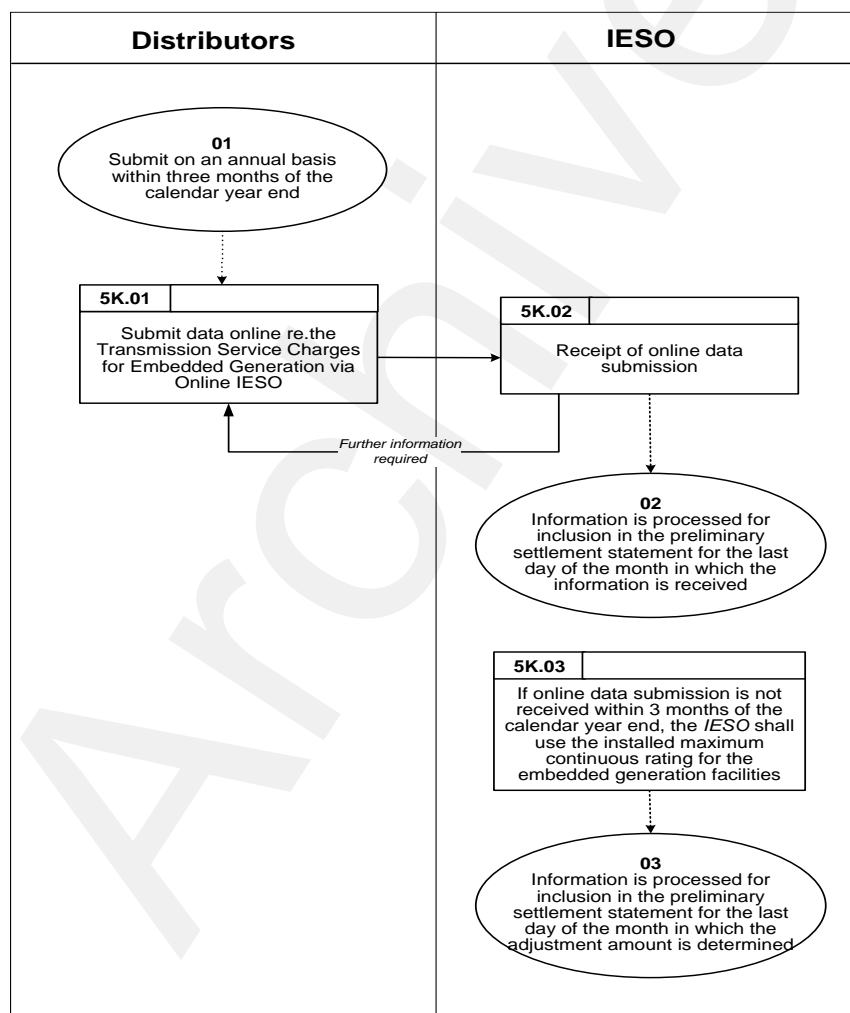 Distributors
IESO
01
Submit on an annual basis
within three months of the
calendar year end
5K.01
Submit data online re.the
Transmission Service Charges
for Embedded Generation via
Online IESO
5K.02
Receipt of online data
submission
Further information
required
02
Information is processed for
inclusion in the preliminary
settlement statement for the last
day of the month in which the
information is received
5K.03
If online data submission is not
received within 3 months of the
calendar year end, the IESO shall
use the installed maximum
continuous rating for the
embedded generation facilities
03
Information is processed for
inclusion in the preliminary
settlement statement for the last
day of the month in which the
adjustment amount is determined
Archive